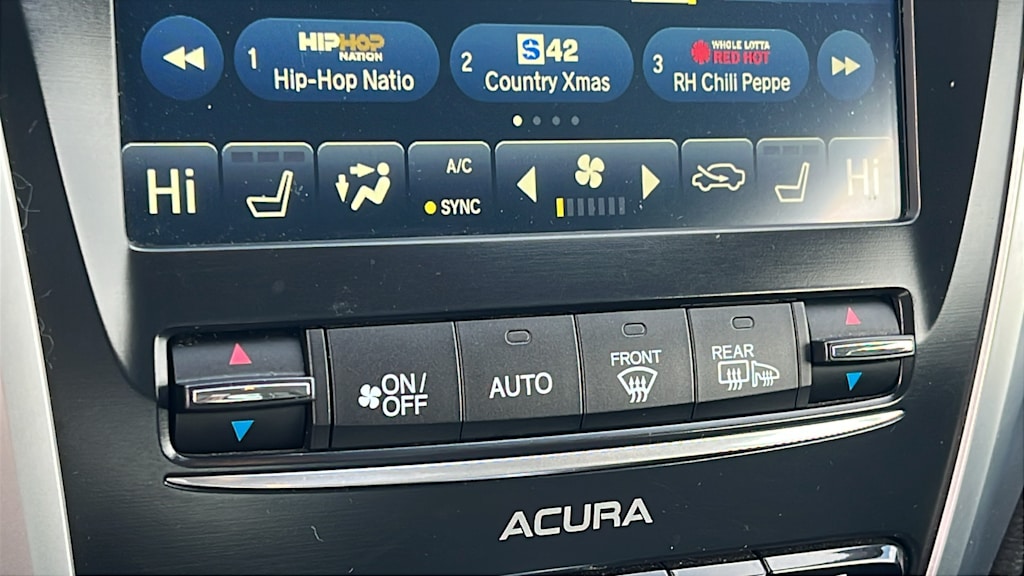 1 HIPHOP NATION
Hip-Hop Natio
2 S 42
Country Xmas
3 WHOLE LOTTA RED HOT
RH Chili Peppe
Hi
A/C
SYNC
Hi
ON/
OFF
AUTO
FRONT
REAR
ACURA